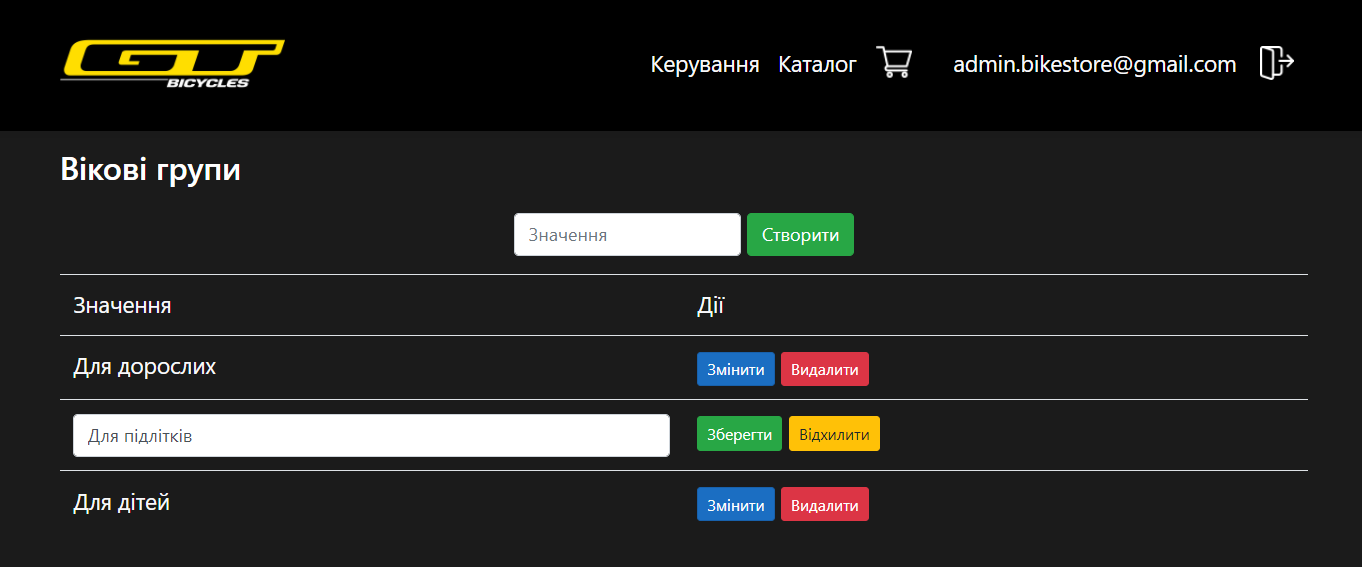 GT
BICYCLES
Керування Каталог admin.bikestore@gmail.com
Вікові групи
Значення Створити
Значення Дії
Для дорослих Змінити Видалити
Для підлітків Зберегти Відхилити
Для дітей Змінити Видалити